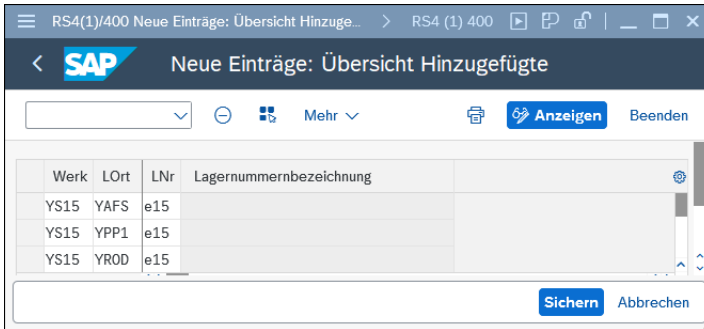 RS4(1)/400 Neue Einträge: Übersicht Hinzuge... > RS4 (1) 400
SAP Neue Einträge: Übersicht Hinzugefügte
Mehr Anzeigen Beenden
Werk LOrt LNr Lagernummernbezeichnung
YS15 YAFS e15
YS15 YPP1 e15
YS15 YROD e15
Sichern Abbrechen